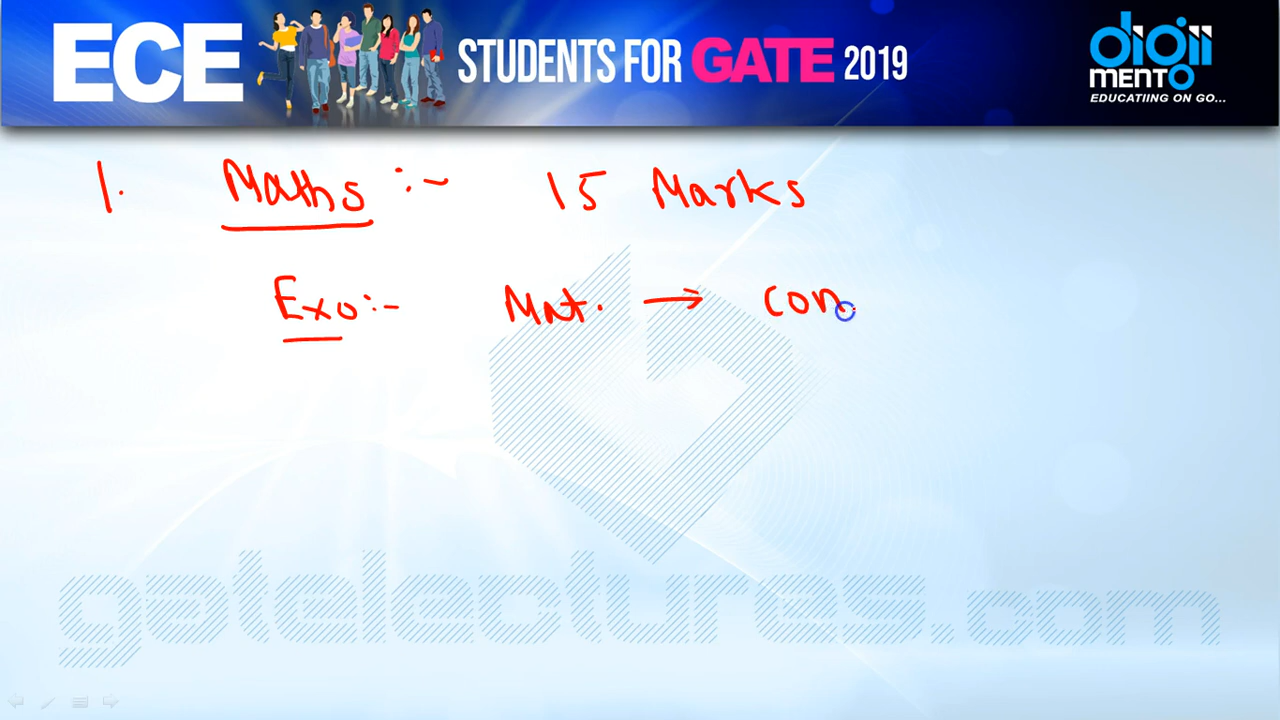 ECE STUDENTS FOR GATE 2019
digii
MENTO
EDUCATIING ON GO...
1. Maths :- 15 Marks
Exo :- Mat. → Con
gatelectures.com